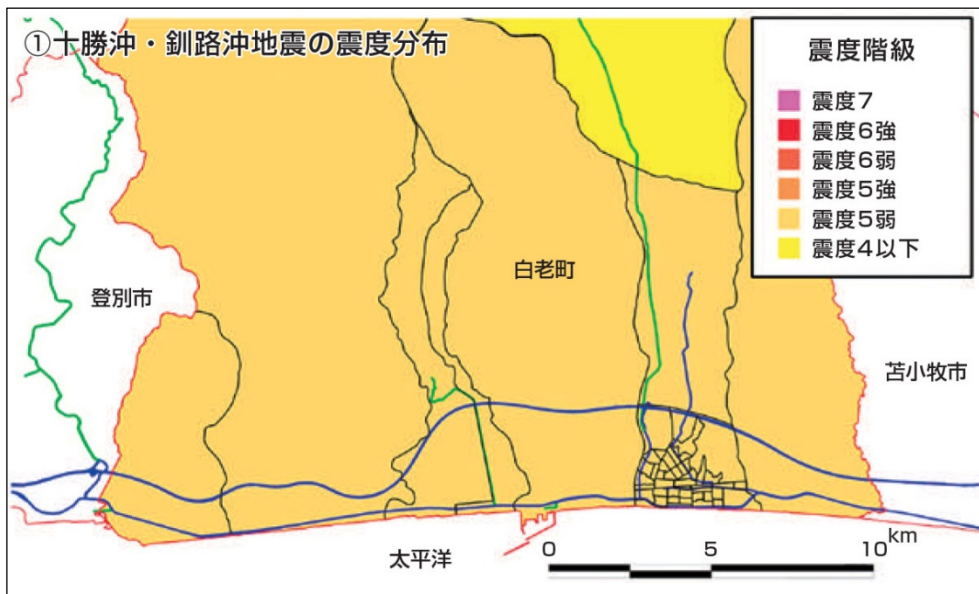 ①十勝沖・釧路沖地震の震度分布
震度階級
震度7
震度6強
震度6弱
震度5強
震度5弱
震度4以下
白老町
登別市
苫小牧市
太平洋
0 5 10 km